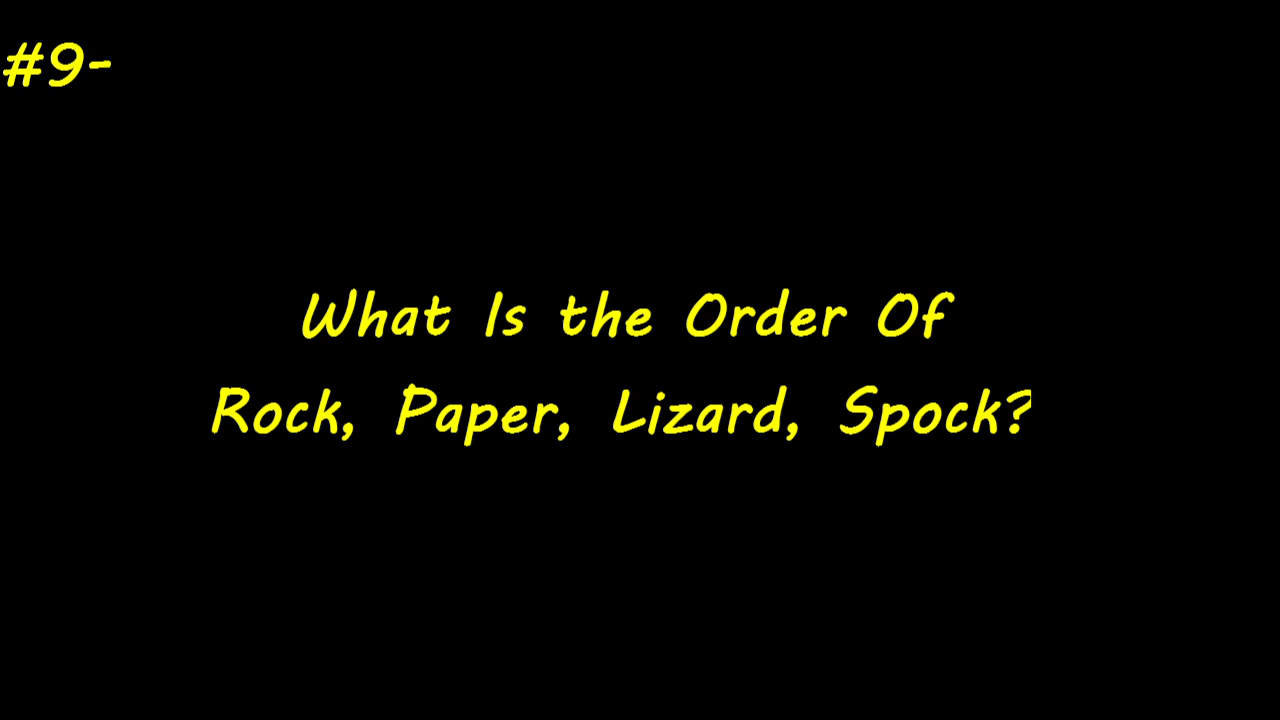 #9-
What Is the Order Of
Rock, Paper, Lizard, Spock?